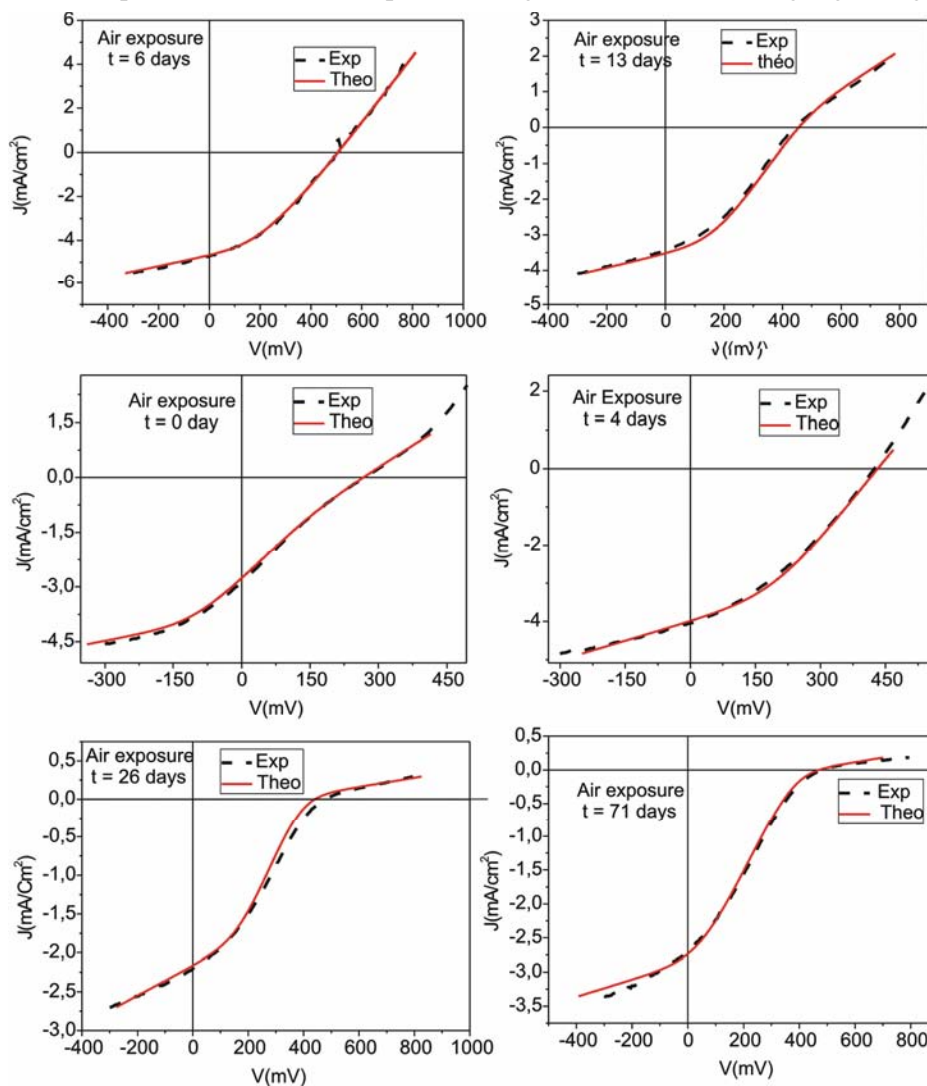 Air exposure
t = 6 days
Exp
Theo
6
4
2
0
-2
-4
-6
J(mA/cm²)
-400 -200 0 200 400 600 800 1000
V(mV)
Air exposure
t = 13 days
Exp
théo
3
2
1
0
-1
-2
-3
-4
-5
J(mA/cm²)
-400 -200 0 200 400 600 800
Air exposure
t = 0 day
Exp
Theo
1,5
0,0
-1,5
-3,0
-4,5
J(mA/cm²)
-300 -150 0 150 300 450
V(mV)
Air Exposure
t = 4 days
Exp
Theo
2
0
-2
-4
J(mA/cm²)
-300 -150 0 150 300 450
V(mV)
Air exposure
t = 26 days
Exp
Theo
0,5
0,0
-0,5
-1,0
-1,5
-2,0
-2,5
-3,0
J(mA/Cm²)
-400 -200 0 200 400 600 800 1000
V(mV)
Air exposure
t = 71 days
Exp
Theo
0,5
0,0
-0,5
-1,0
-1,5
-2,0
-2,5
-3,0
-3,5
J(mA/cm²)
-400 -200 0 200 400 600 800
V(mV)